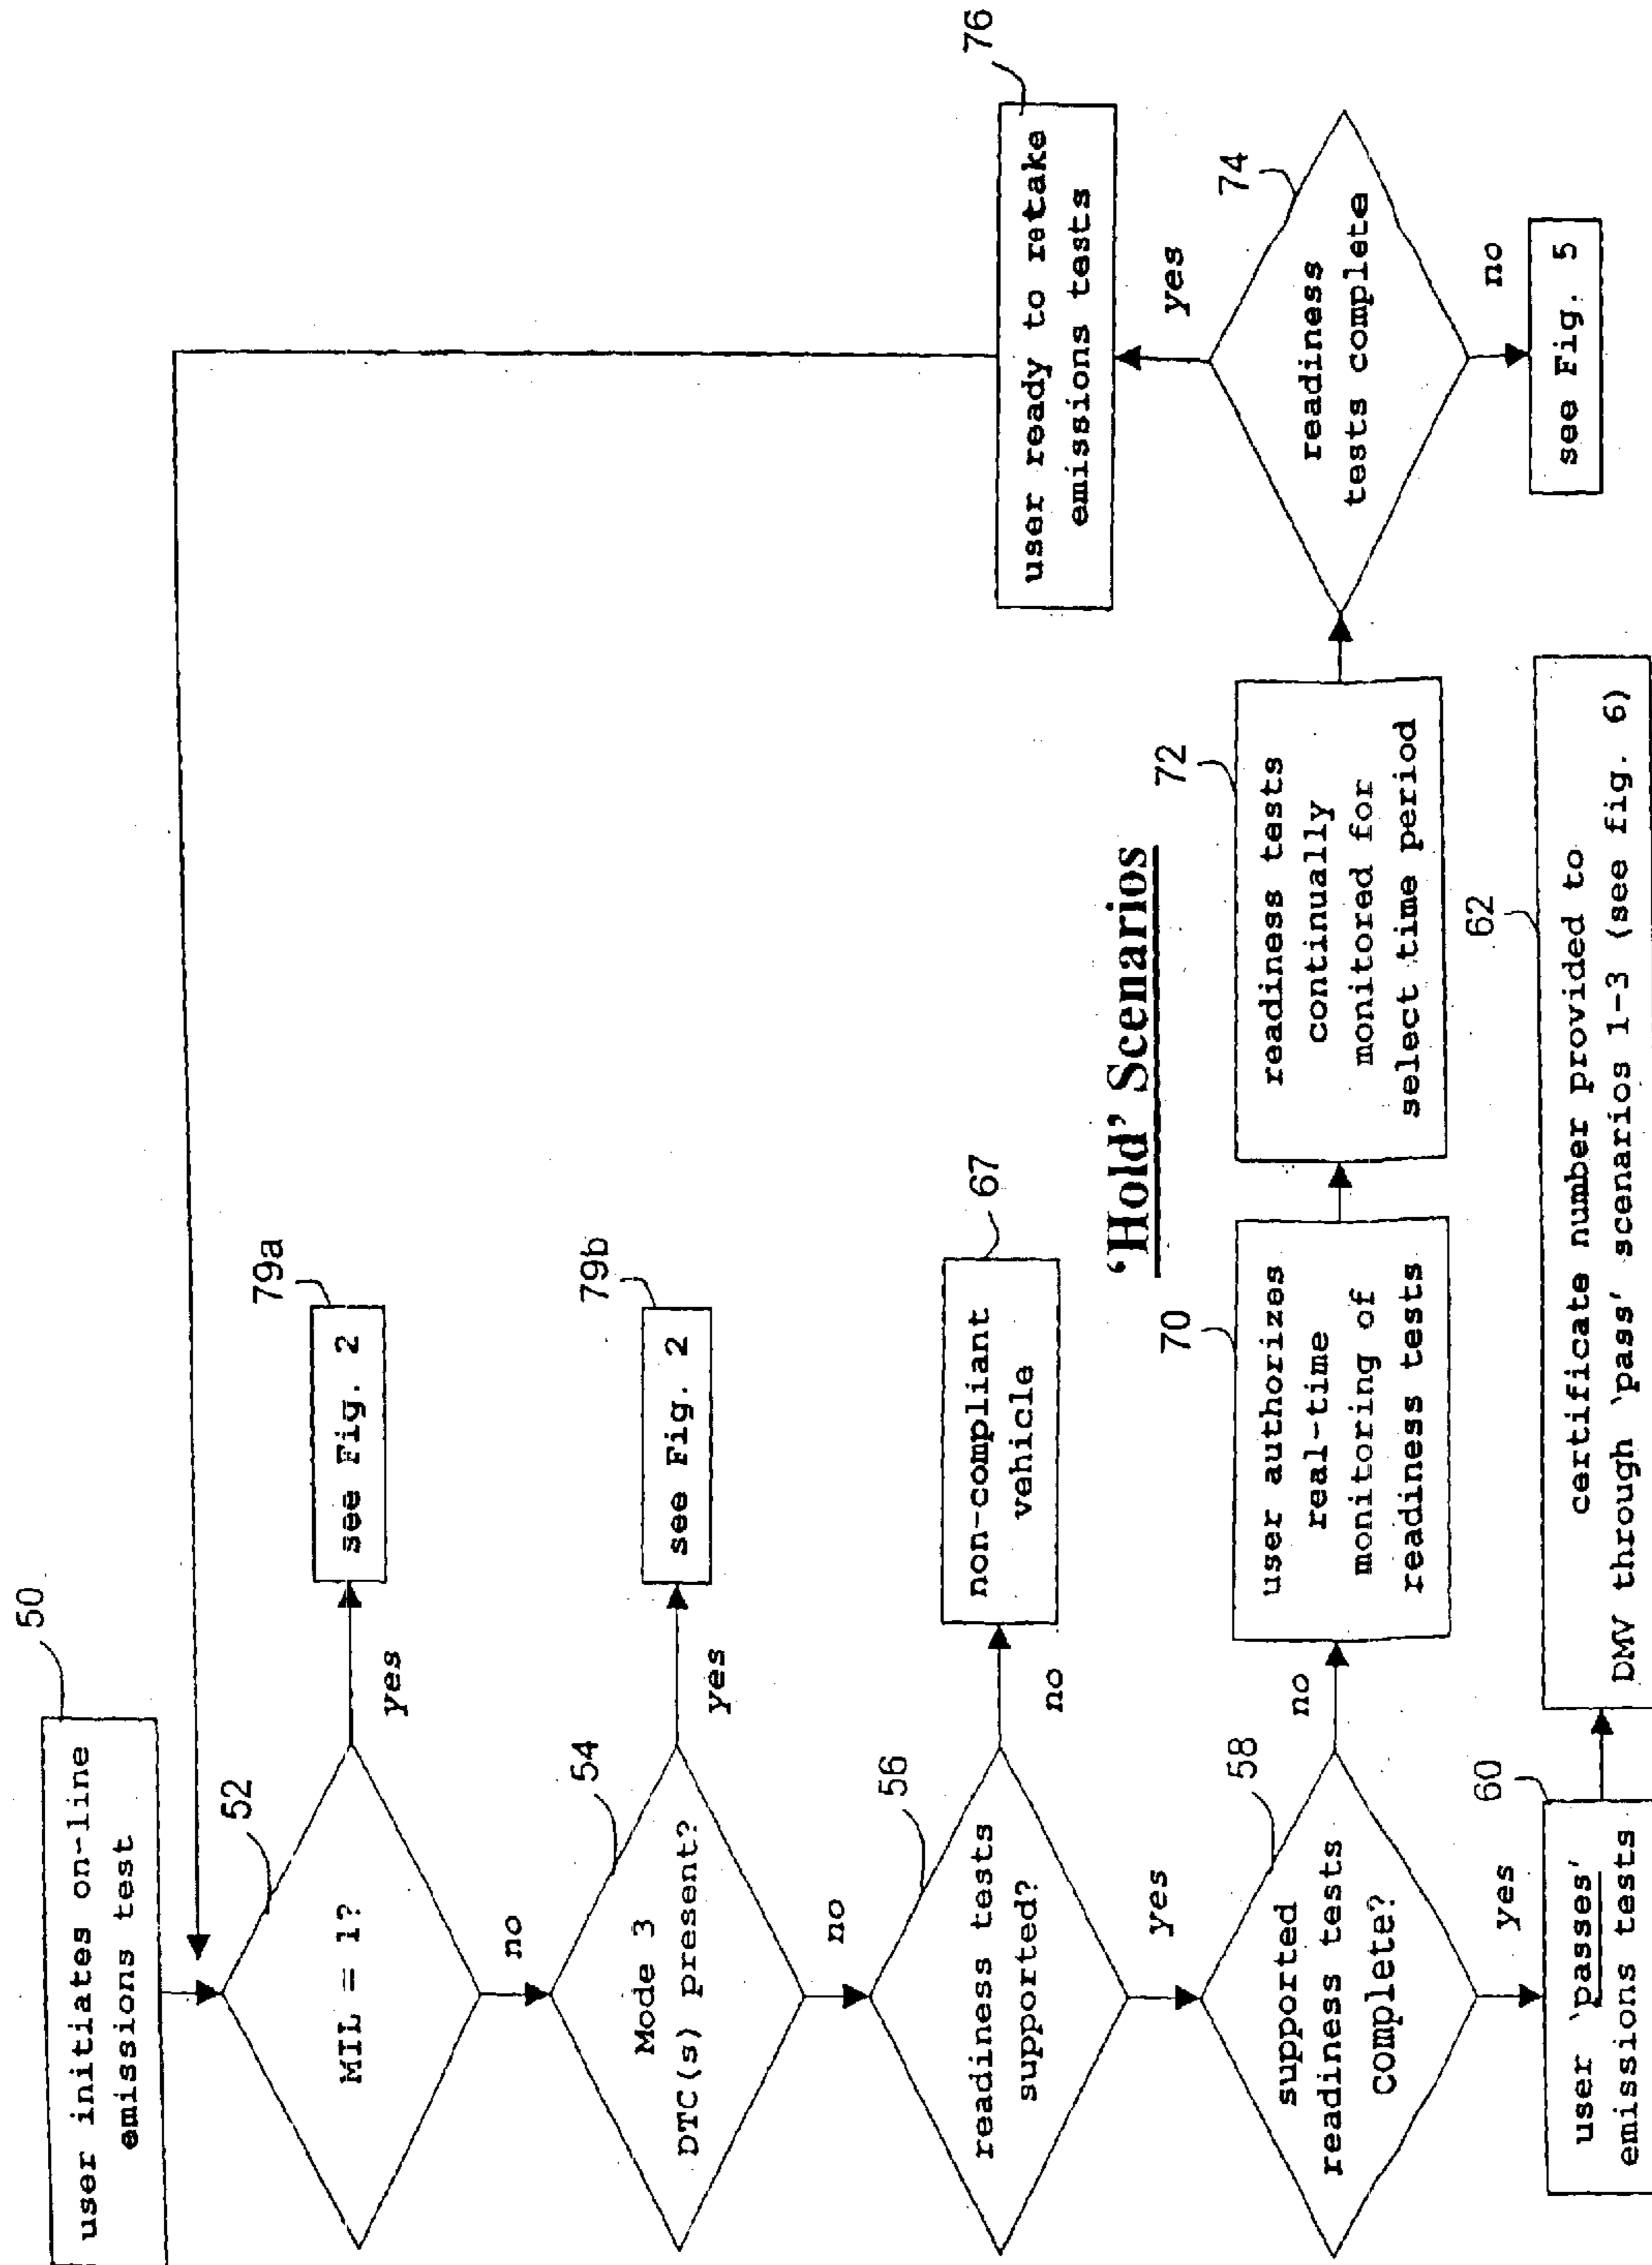 50
user initiates on-line
emissions test
52
MIL = 1?
yes
79a
see Fig. 2
no
54
Mode 3
DTC(s) present?
yes
79b
see Fig. 2
no
56
readiness tests
supported?
no
67
non-compliant
vehicle
yes
58
supported
readiness tests
complete?
no
'Hold' Scenarios
70
user authorizes
real-time
monitoring of
readiness tests
72
readiness tests
continually
monitored for
select time period
74
readiness
tests complete
yes
76
user ready to retake
emissions tests
no
see Fig. 5
yes
60
user 'passes'
emissions tests
62
certificate number provided to
DMV through 'pass' scenarios 1-3 (see fig. 6)